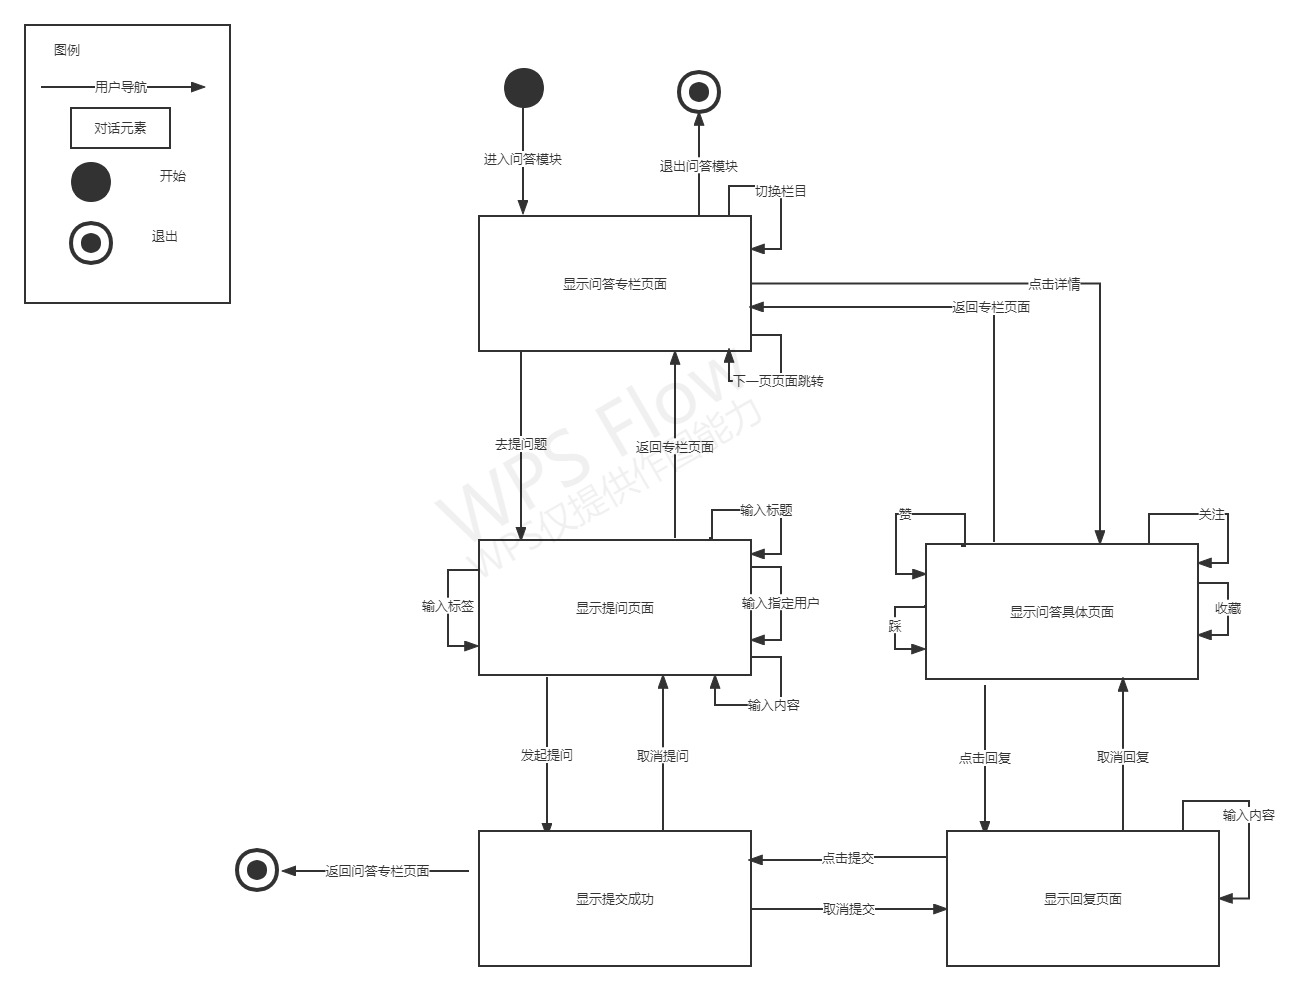 图例
用户导航
对话元素
开始
退出
进入问答模块
退出问答模块
切换栏目
显示问答专栏页面
点击详情
返回专栏页面
下一页页面跳转
去提问题
返回专栏页面
WPS Flow
WPS仅提供作图能力
输入标题
赞
关注
输入标签
显示提问页面
输入指定用户
踩
显示问答具体页面
收藏
输入内容
发起提问
取消提问
点击回复
取消回复
输入内容
返回问答专栏页面
显示提交成功
点击提交
取消提交
显示回复页面